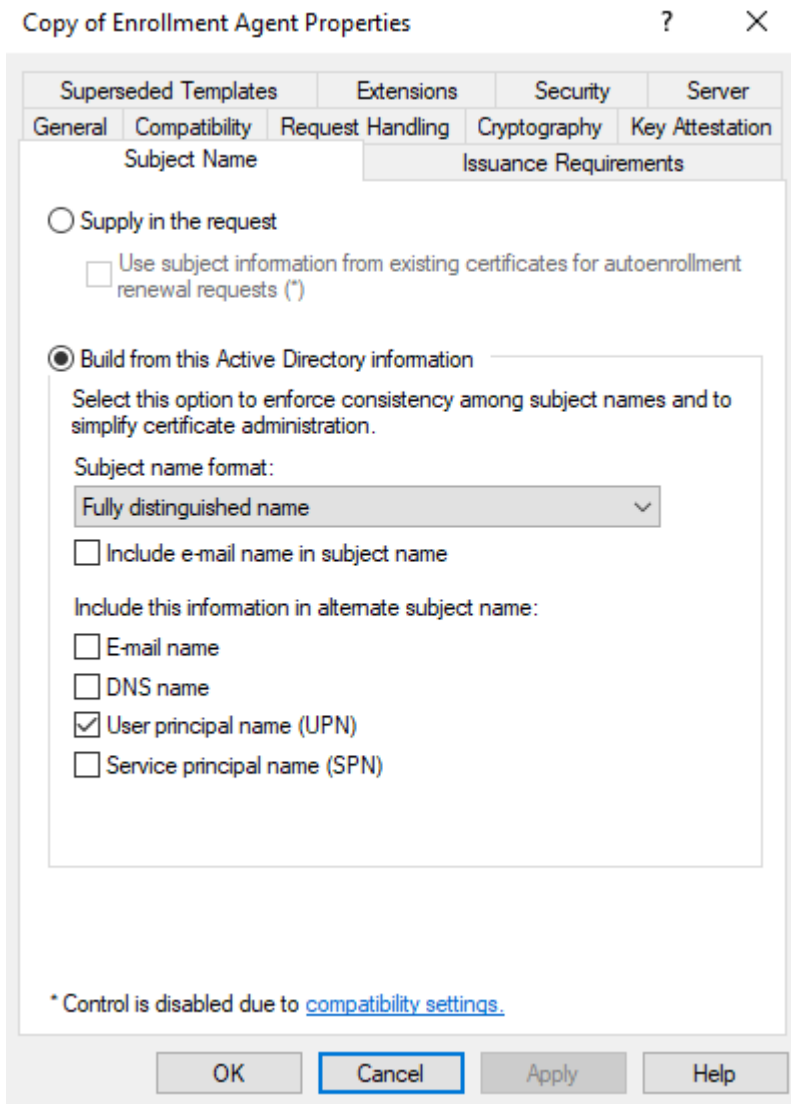 Copy of Enrollment Agent Properties
?
Superseded Templates
Extensions
Security
Server
General
Compatibility
Request Handling
Cryptography
Key Attestation
Subject Name
Issuance Requirements
Supply in the request
Use subject information from existing certificates for autoenrollment
renewal requests (*)
Build from this Active Directory information
Select this option to enforce consistency among subject names and to
simplify certificate administration.
Subject name format:
Fully distinguished name
Include e-mail name in subject name
Include this information in alternate subject name:
E-mail name
DNS name
User principal name (UPN)
Service principal name (SPN)
* Control is disabled due to compatibility settings.
OK
Cancel
Apply
Help